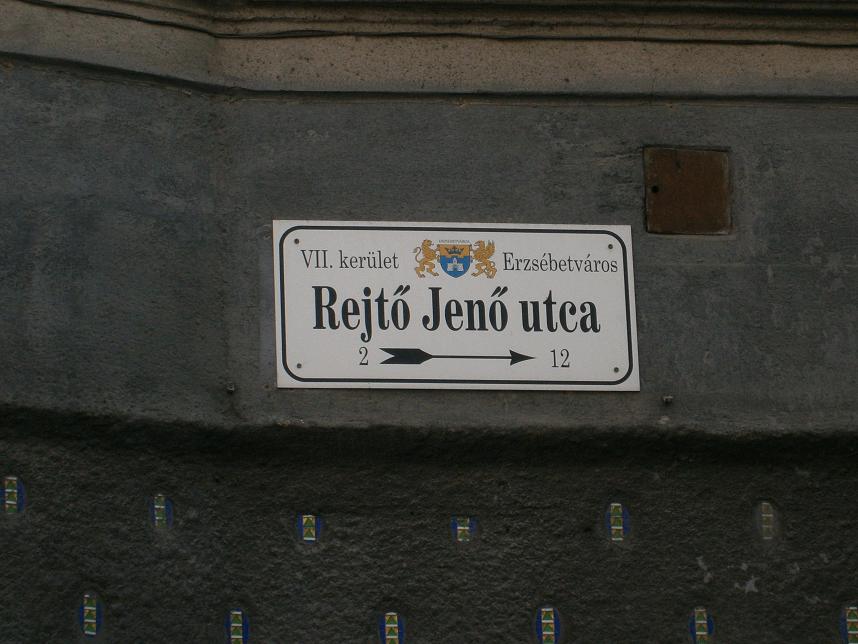 VII. kerület Erzsébetváros
Rejtő Jenő utca
2 12